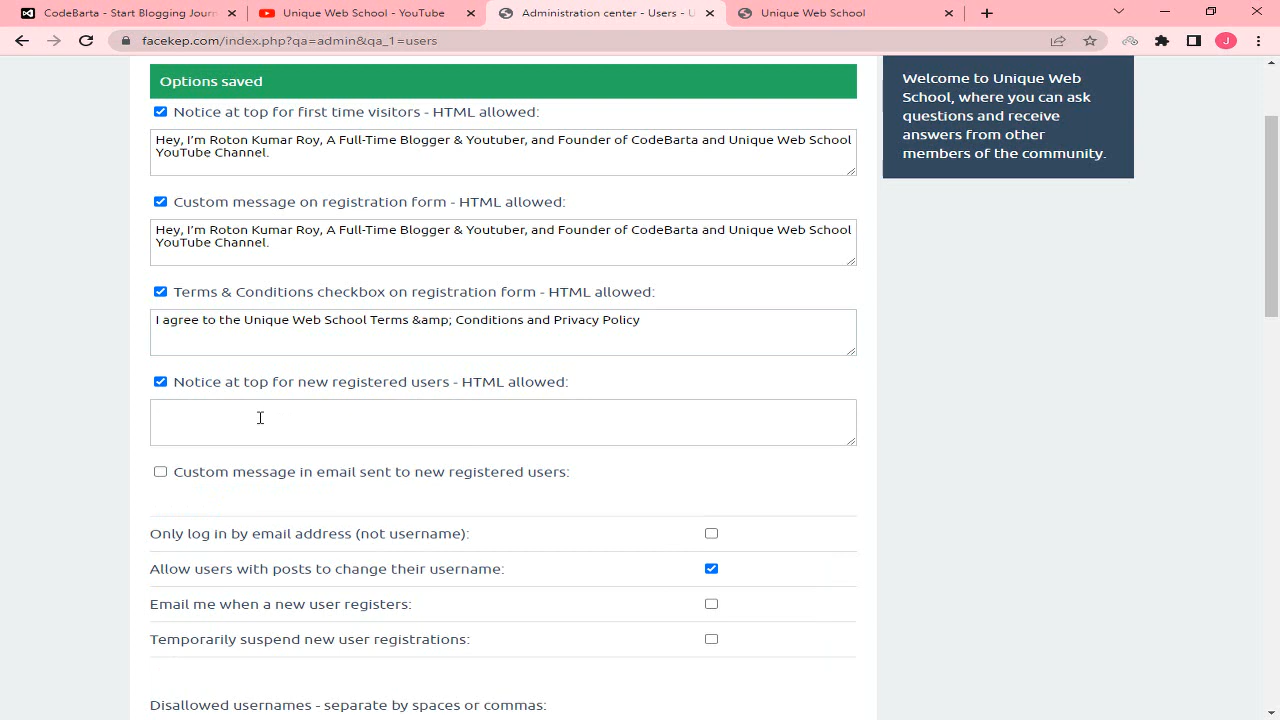 CodeBarta - Start Blogging Journ
Unique Web School - YouTube
Administration center - Users - U
Unique Web School
facekep.com/index.php?qa=admin&qa_1=users
J
Options saved
Notice at top for first time visitors - HTML allowed:
Hey, I'm Roton Kumar Roy, A Full-Time Blogger & Youtuber, and Founder of CodeBarta and Unique Web School
YouTube Channel.
Custom message on registration form - HTML allowed:
Hey, I'm Roton Kumar Roy, A Full-Time Blogger & Youtuber, and Founder of CodeBarta and Unique Web School
YouTube Channel.
Terms & Conditions checkbox on registration form - HTML allowed:
I agree to the Unique Web School Terms &amp; Conditions and Privacy Policy
Notice at top for new registered users - HTML allowed:
Custom message in email sent to new registered users:
Only log in by email address (not username):
Allow users with posts to change their username:
Email me when a new user registers:
Temporarily suspend new user registrations:
Disallowed usernames - separate by spaces or commas:
Welcome to Unique Web
School, where you can ask
questions and receive
answers from other
members of the community.